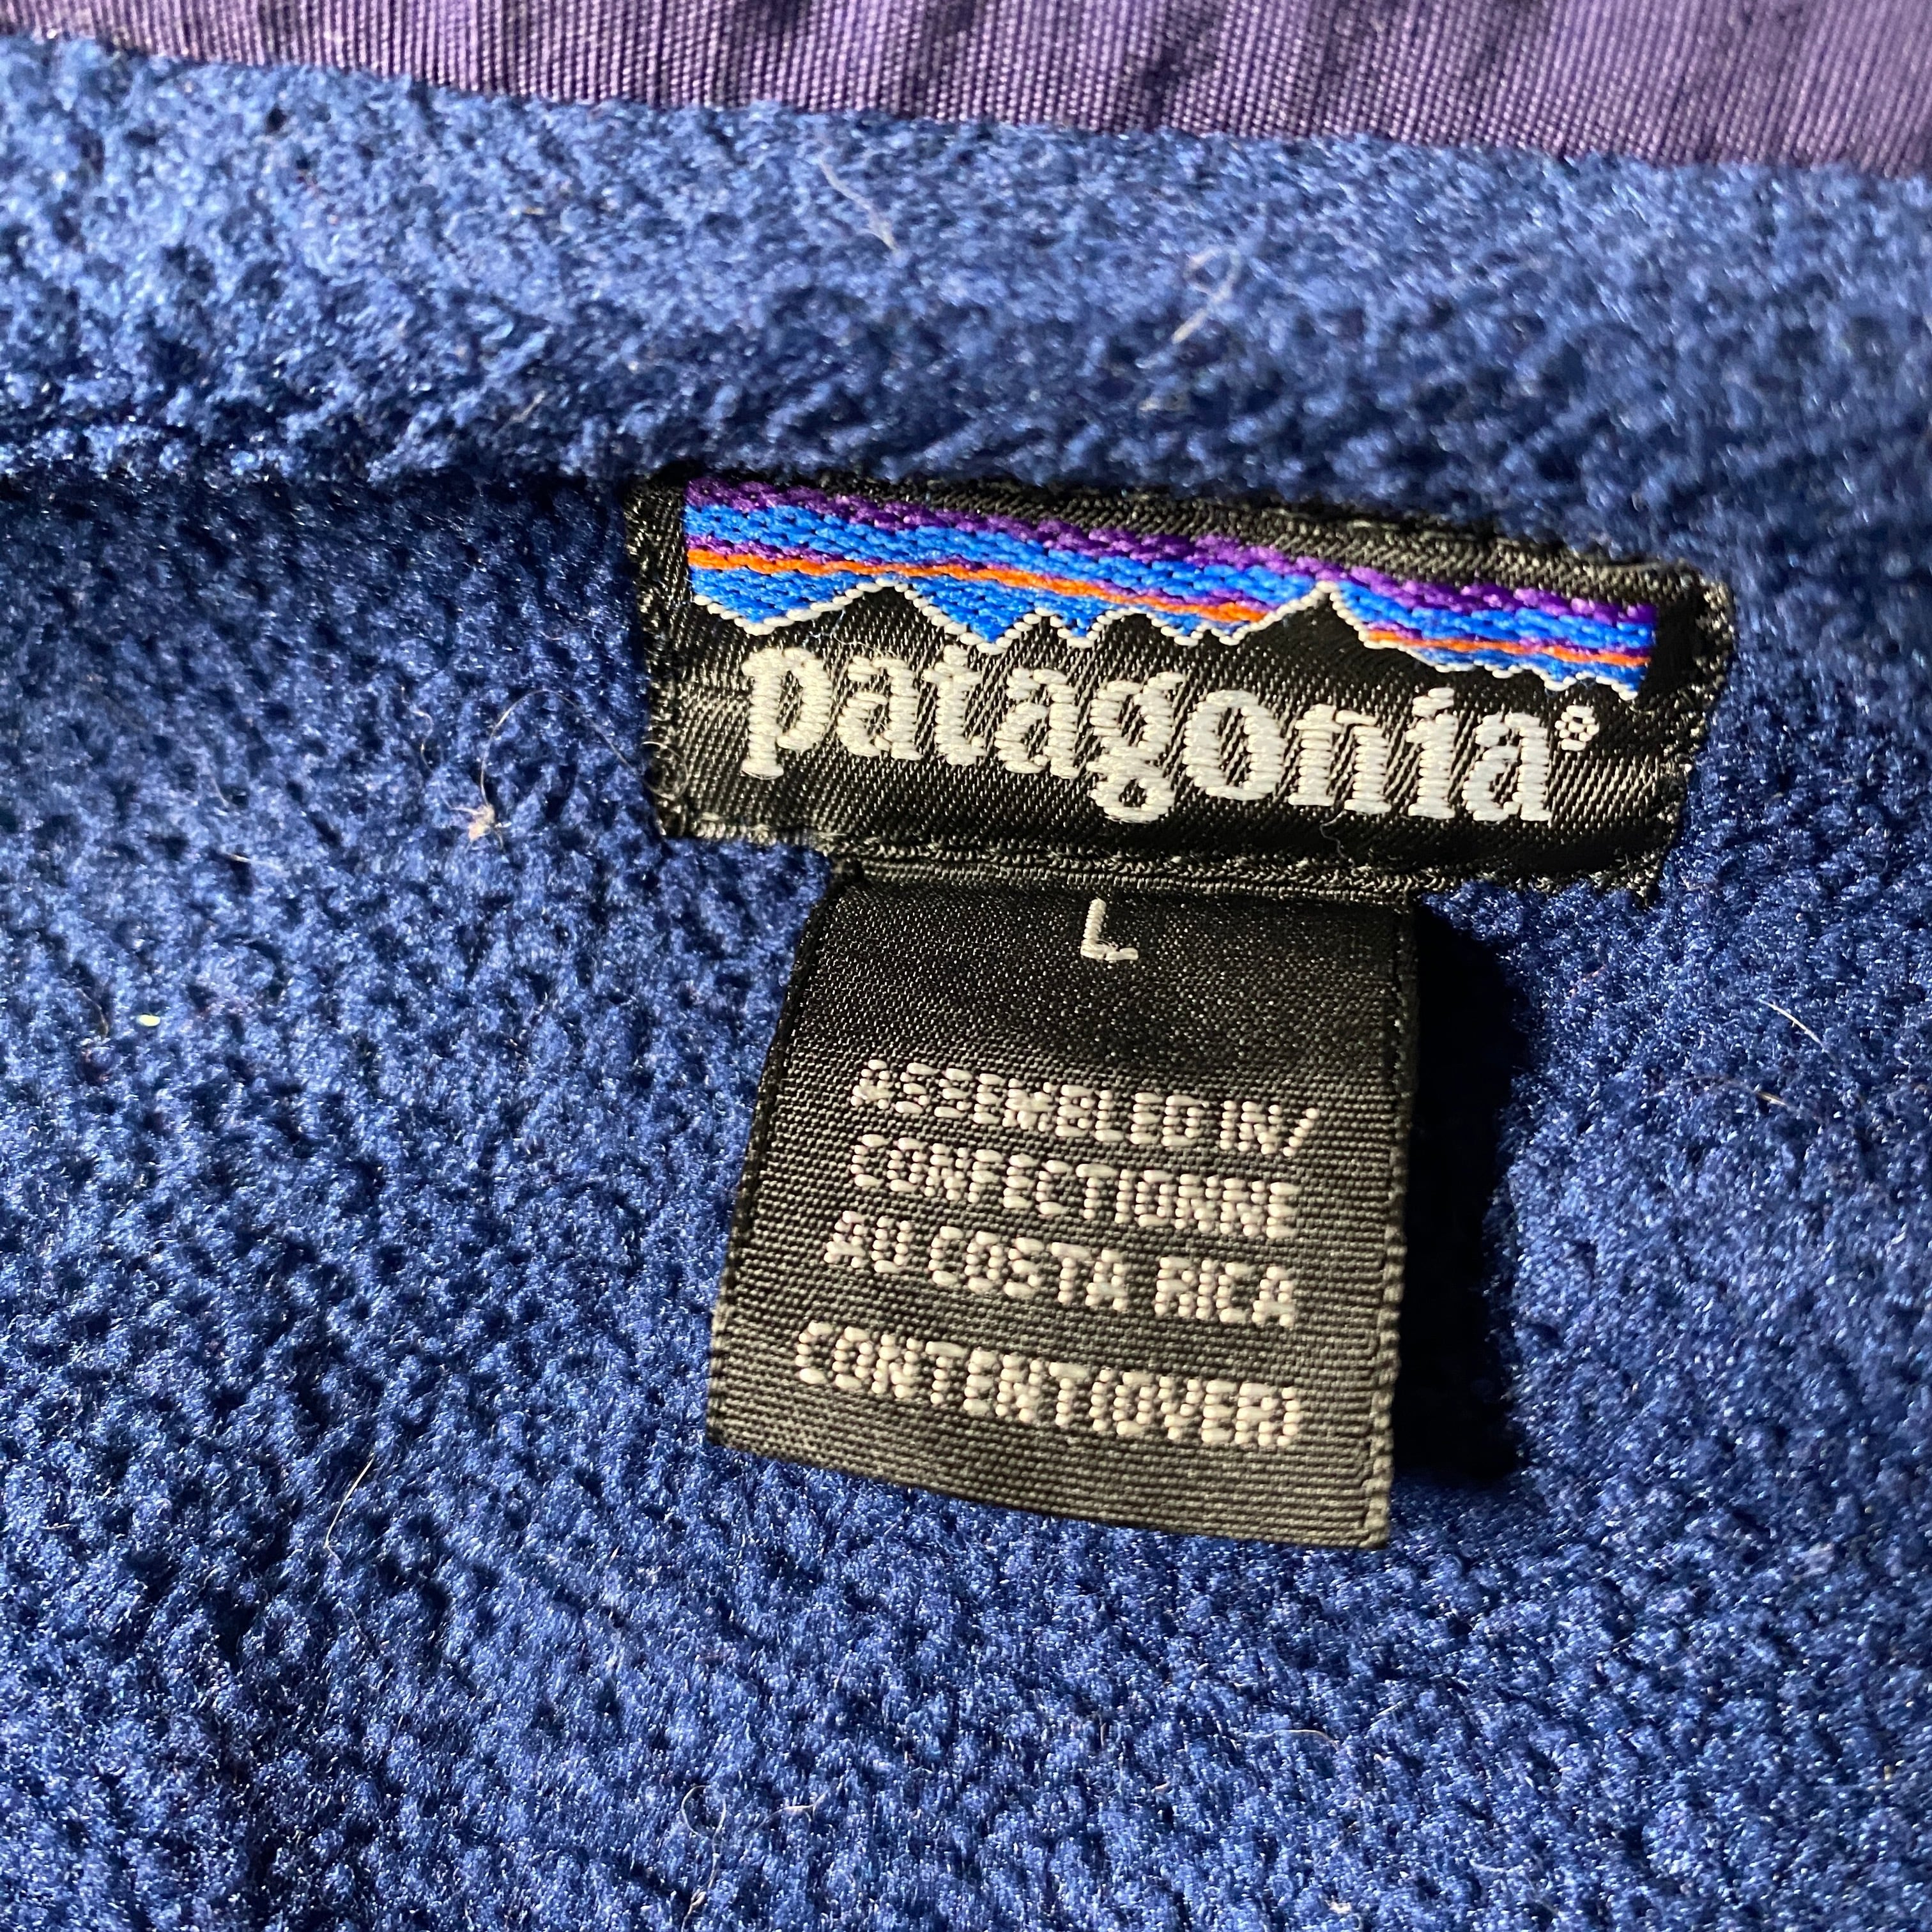 patagonia®
L
ASSEMBLED IN/
CONFECTIONNE
AU COSTA RICA
CONTENT(OVER)